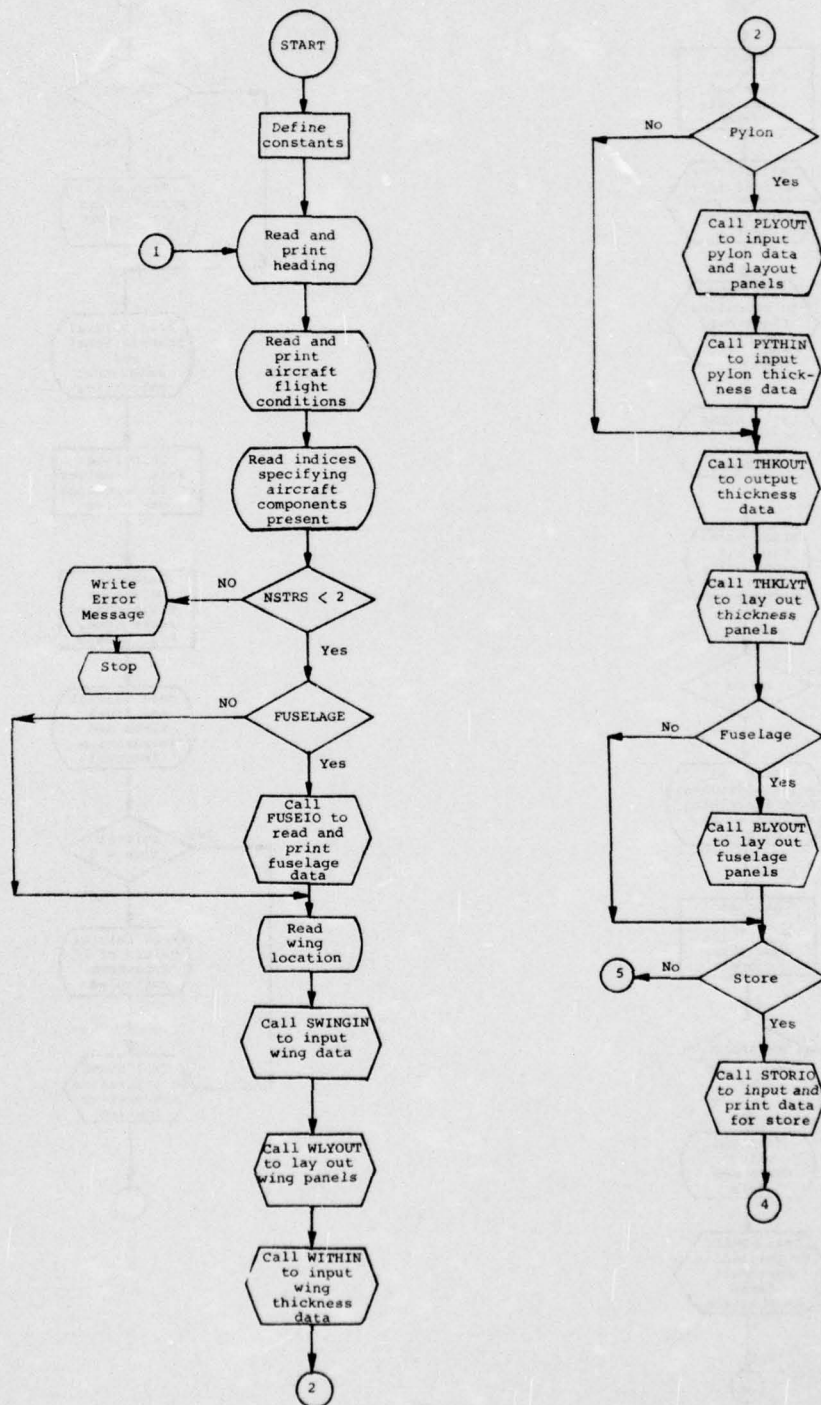 START
Define
constants
1
Read and
print
heading
Read and
print
aircraft
flight
conditions
Read indices
specifying
aircraft
components
present
NSTRS < 2
NO
Write
Error
Message
Stop
Yes
FUSELAGE
NO
Yes
Call
FUSEIO to
read and
print
fuselage
data
Read
wing
location
Call SWINGIN
to input
wing data
Call WLYOUT
to lay out
wing panels
Call WITHIN
to input
wing
thickness
data
2
2
Pylon
No
Yes
Call PLYOUT
to input
pylon data
and layout
panels
Call PYTHIN
to input
pylon thick-
ness data
Call THKOUT
to output
thickness
data
Call THKLYT
to lay out
thickness
panels
Fuselage
No
Yes
Call BLYOUT
to lay out
fuselage
panels
Store
No
5
Yes
Call STORIO
to input and
print data
for store
4